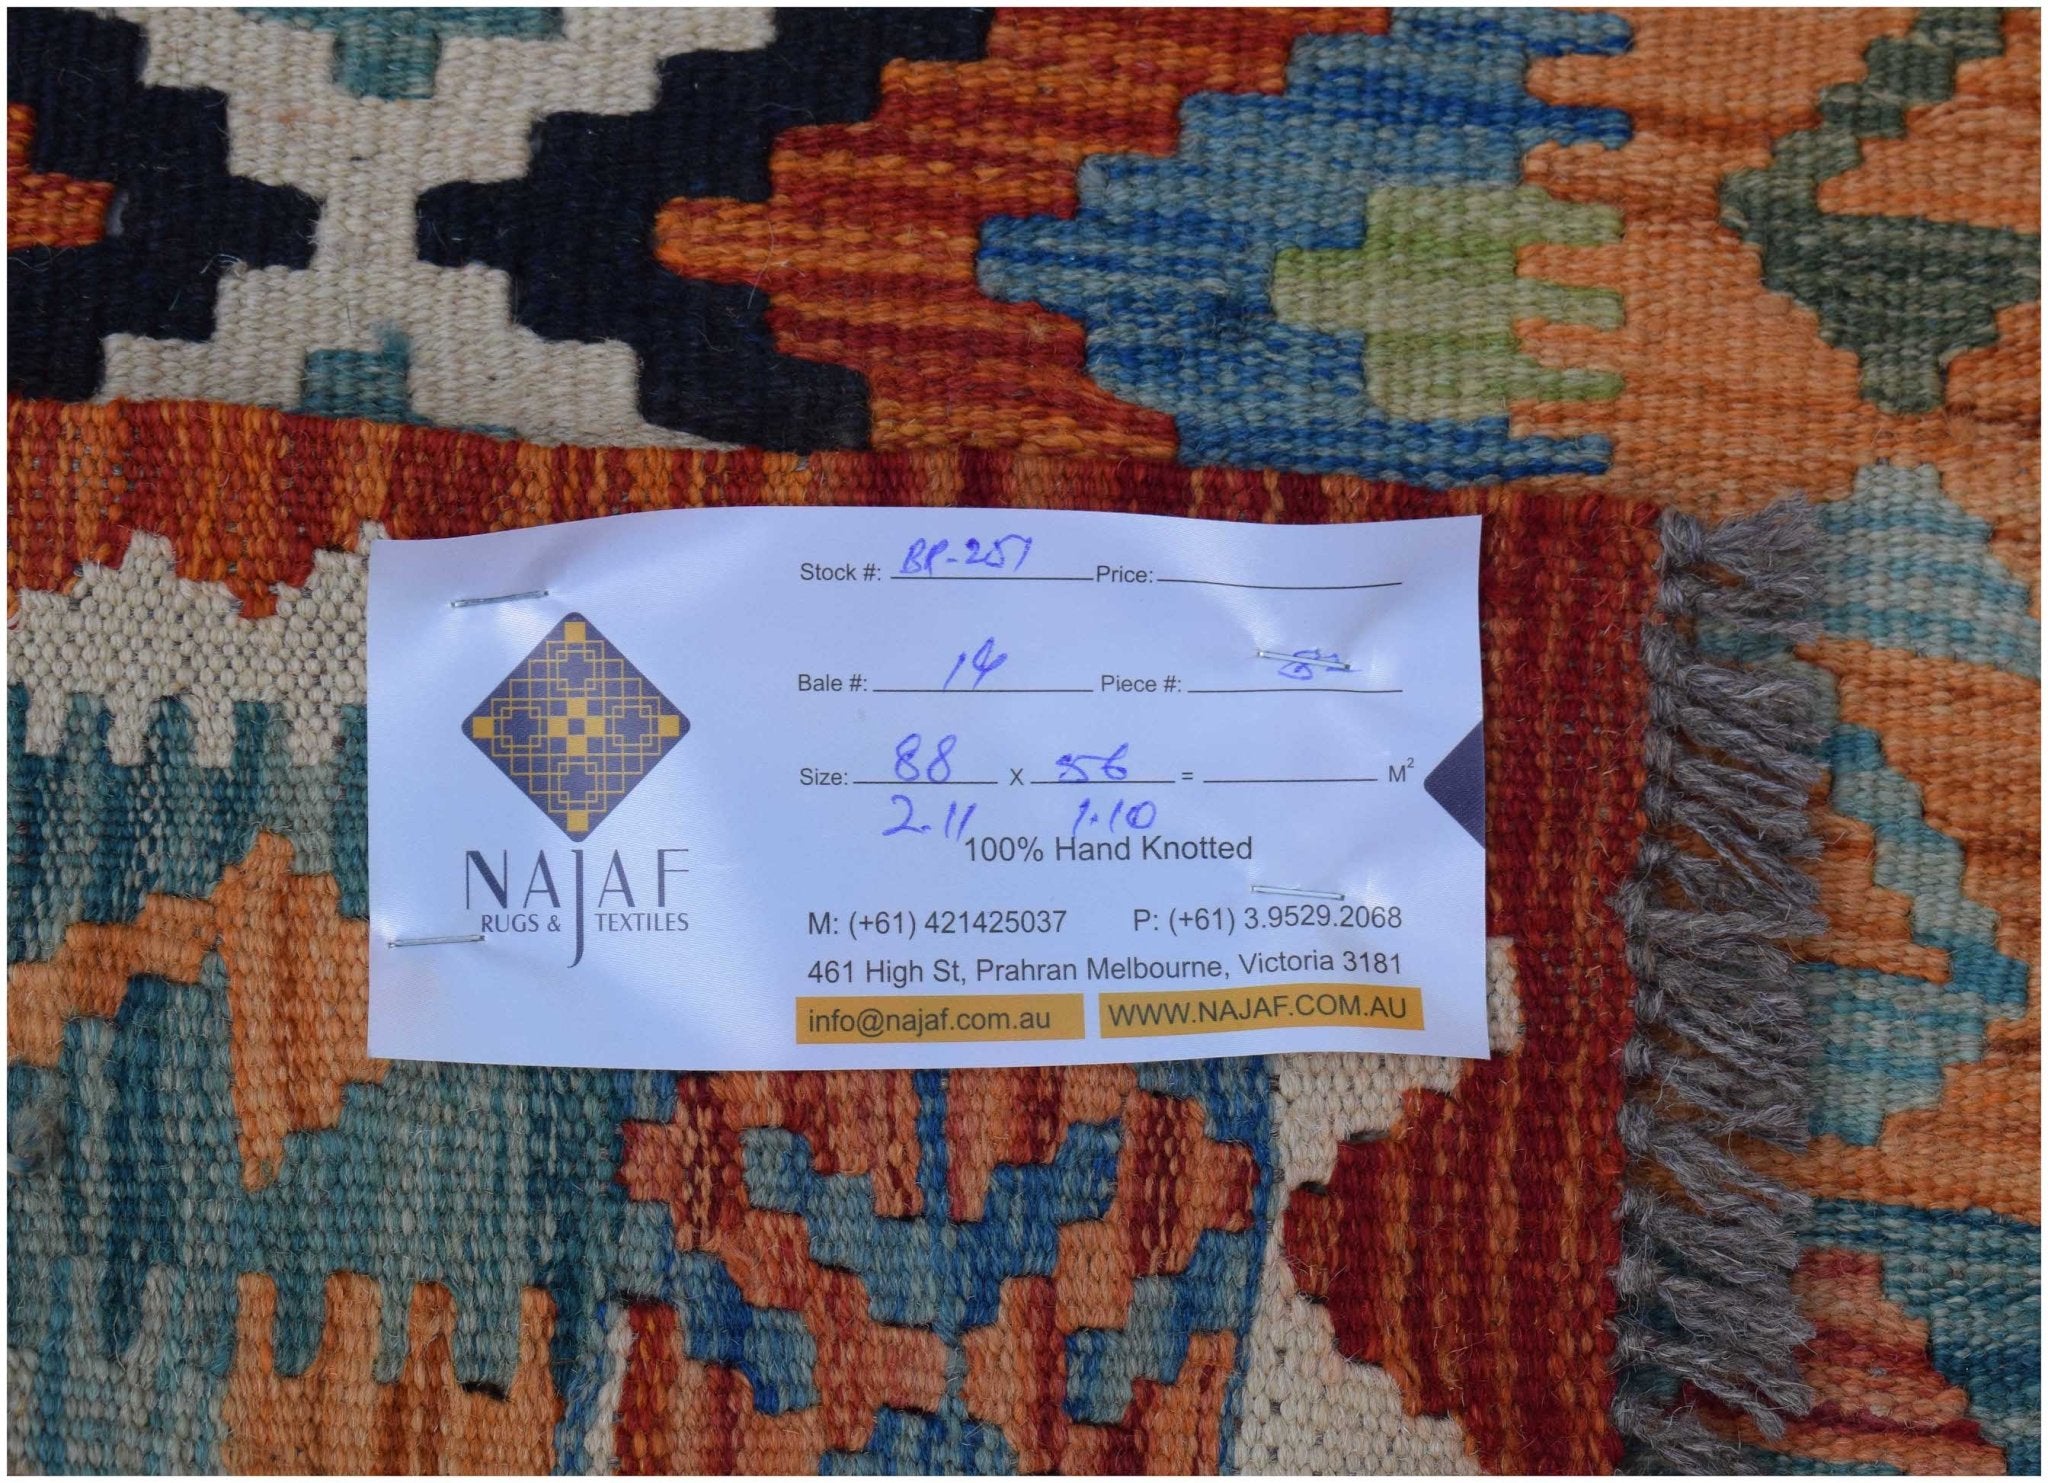 Stock #: BP-251 Price:
Bale #: 14 Piece #:
Size: 88 X 56 = M²
2.11 1.10
100% Hand Knotted
NAJAF
RUGS & TEXTILES
M: (+61) 421425037 P: (+61) 3.9529.2068
461 High St, Prahran Melbourne, Victoria 3181
info@najaf.com.au WWW.NAJAF.COM.AU